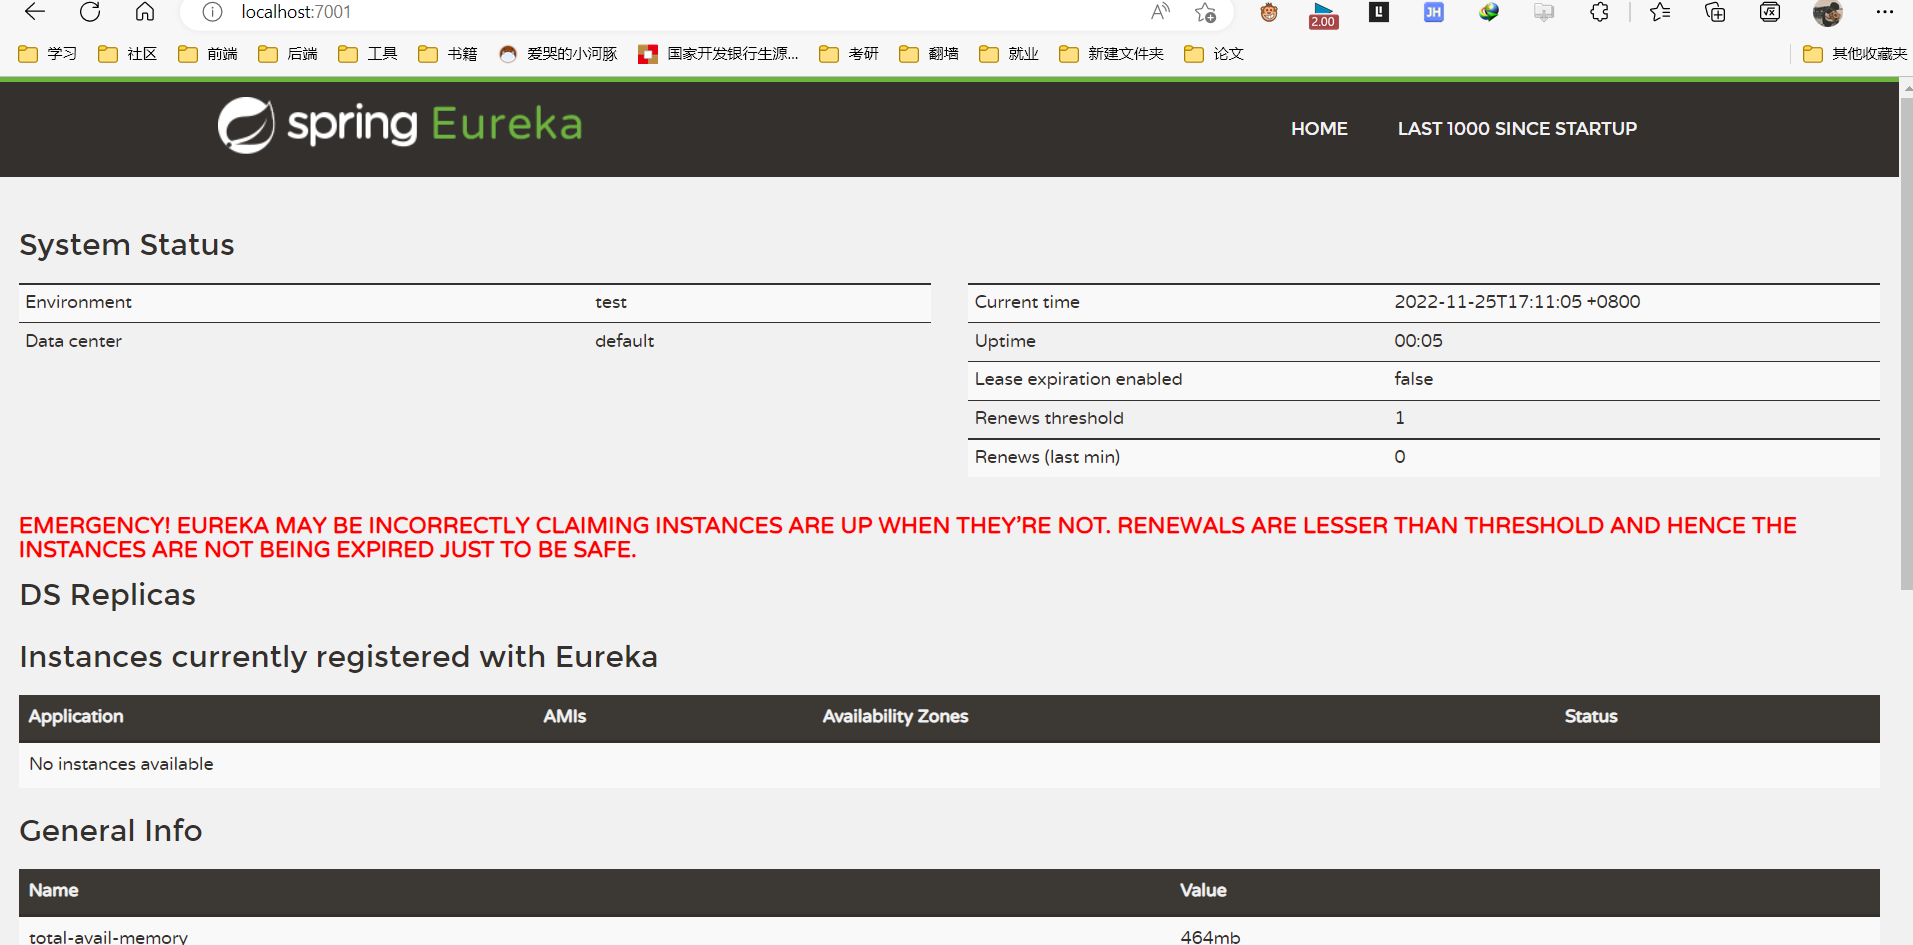 localhost:7001
A))
2.00
LI
JH
学习 社区 前端 后端 工具 书籍 爱哭的小河豚 国家开发银行生源... 考研 翻墙 就业 新建文件夹 论文 其他收藏夹
spring Eureka HOME LAST 1000 SINCE STARTUP
System Status
Environment test
Data center default
Current time 2022-11-25T17:11:05 +0800
Uptime 00:05
Lease expiration enabled false
Renews threshold 1
Renews (last min) 0
EMERGENCY! EUREKA MAY BE INCORRECTLY CLAIMING INSTANCES ARE UP WHEN THEY'RE NOT. RENEWALS ARE LESSER THAN THRESHOLD AND HENCE THE
INSTANCES ARE NOT BEING EXPIRED JUST TO BE SAFE.
DS Replicas
Instances currently registered with Eureka
Application AMIs Availability Zones Status
No instances available
General Info
Name Value
total-avail-memory 464mb